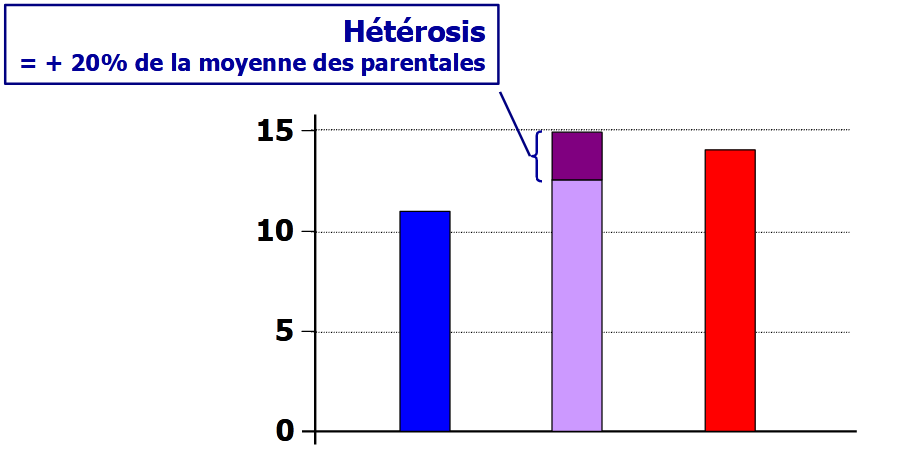 Hétérosis
= + 20% de la moyenne des parentales
15
10
5
0